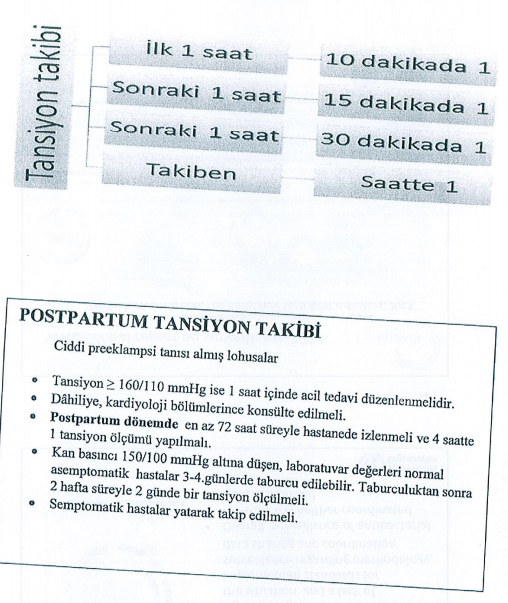 Tansiyon takibi
İlk 1 saat
10 dakikada 1
Sonraki 1 saat
15 dakikada 1
Sonraki 1 saat
30 dakikada 1
Takiben
Saatte 1
POSTPARTUM TANSİYON TAKİBİ
Ciddi preeklampsi tanısı almış lohusalar
• Tansiyon ≥ 160/110 mmHg ise 1 saat içinde acil tedavi düzenlenmelidir.
• Dâhiliye, kardiyoloji bölümlerince konsülte edilmeli.
• Postpartum dönemde en az 72 saat süreyle hastanede izlenmeli ve 4 saatte
1 tansiyon ölçümü yapılmalı.
• Kan basıncı 150/100 mmHg altına düşen, laboratuvar değerleri normal
asemptomatik hastalar 3-4.günlerde taburcu edilebilir. Taburculuktan sonra
2 hafta süreyle 2 günde bir tansiyon ölçülmeli.
• Semptomatik hastalar yatarak takip edilmeli.